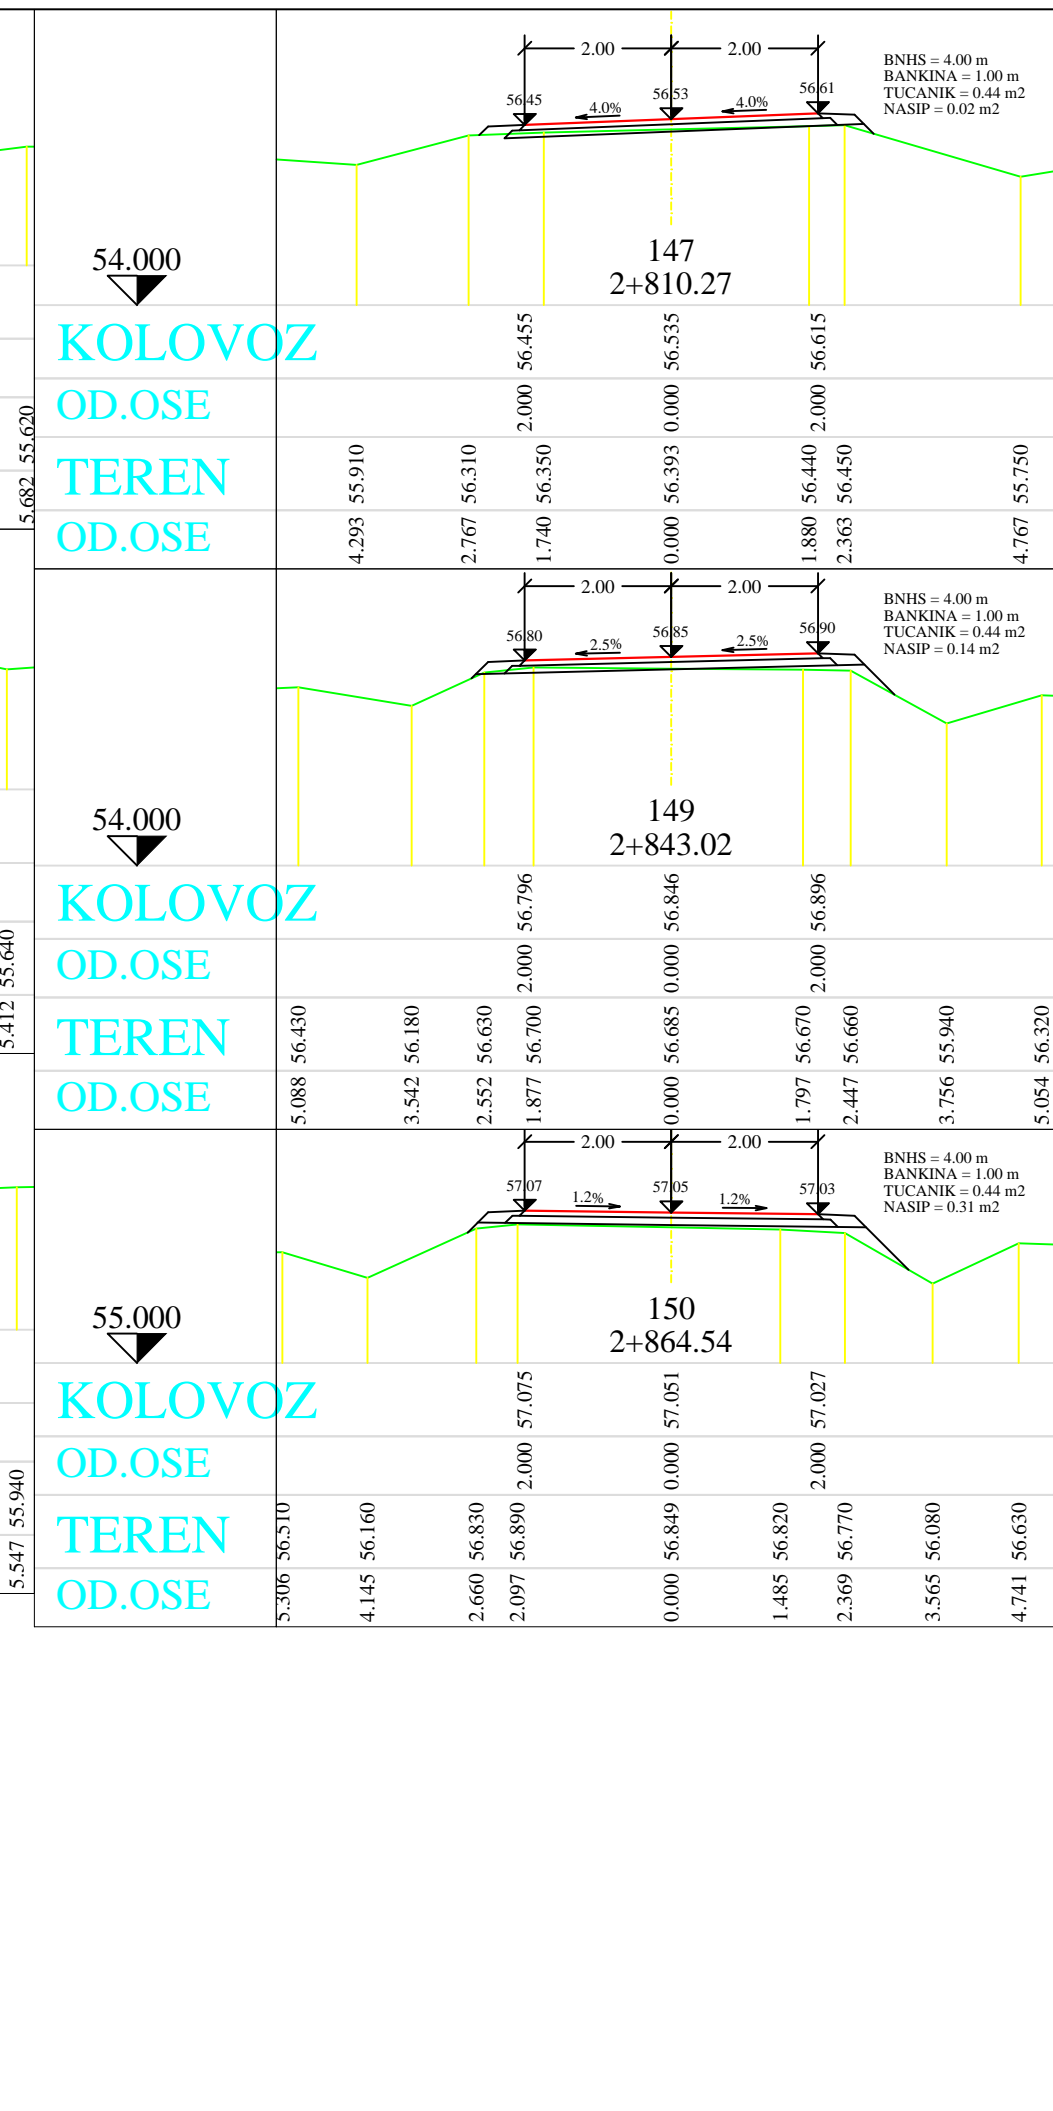 2.00 2.00
BNHS = 4.00 m
BANKINA = 1.00 m
TUCANIK = 0.44 m2
NASIP = 0.02 m2
56.45 56.53 56.61
4.0% 4.0%
147
2+810.27
54.000
KOLOVOZ 56.455 56.535 56.615
OD.OSE 2.000 0.000 2.000
TEREN 55.910 56.310 56.350 56.393 56.440 56.450 55.750
OD.OSE 4.293 2.767 1.740 0.000 1.880 2.363 4.767
5.682 55.620
2.00 2.00
BNHS = 4.00 m
BANKINA = 1.00 m
TUCANIK = 0.44 m2
NASIP = 0.14 m2
56.80 56.85 56.90
2.5% 2.5%
149
2+843.02
54.000
KOLOVOZ 56.796 56.846 56.896
OD.OSE 2.000 0.000 2.000
TEREN 56.430 56.180 56.630 56.700 56.685 56.670 56.660 55.940 56.320
OD.OSE 5.088 3.542 2.552 1.877 0.000 1.797 2.447 3.756 5.054
5.412 55.640
2.00 2.00
BNHS = 4.00 m
BANKINA = 1.00 m
TUCANIK = 0.44 m2
NASIP = 0.31 m2
57.07 57.05 57.03
1.2% 1.2%
150
2+864.54
55.000
KOLOVOZ 57.075 57.051 57.027
OD.OSE 2.000 0.000 2.000
TEREN 56.510 56.160 56.830 56.890 56.849 56.820 56.770 56.080 56.630
OD.OSE 5.306 4.145 2.660 2.097 0.000 1.485 2.369 3.565 4.741
5.547 55.940